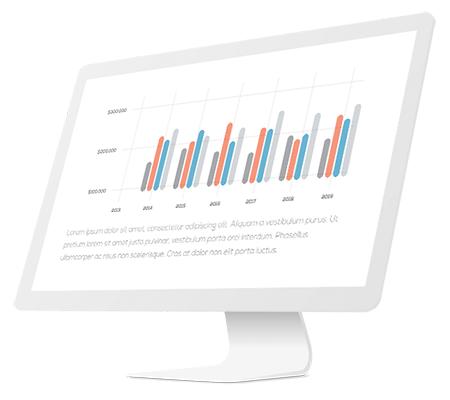 $300.000
$200.000
$100.000
2013 2014 2015 2016 2017 2018 2019
Lorem ipsum dolor sit amet, consectetur adipiscing elit. Aliquam a vestibulum purus. Ut
pretium lorem sit amet justo pulvinar, vestibulum porta orci interdum. Phasellus
ullamcorper ac risus non scelerisque. Cras at dolor non elit porta luctus.